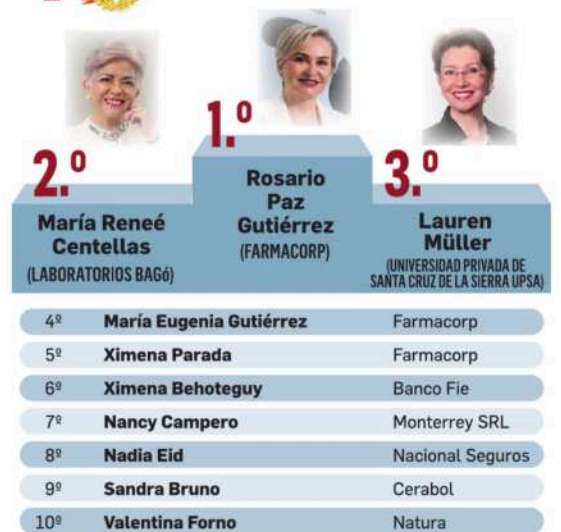 1.º
2.º
3.º
Rosario
Paz
Gutiérrez
(FARMACORP)
María Reneé
Centellas
(LABORATORIOS BAGó)
Lauren
Müller
(UNIVERSIDAD PRIVADA DE
SANTA CRUZ DE LA SIERRA UPSA)
4º María Eugenia Gutiérrez Farmacorp
5º Ximena Parada Farmacorp
6º Ximena Behoteguy Banco Fie
7º Nancy Campero Monterrey SRL
8º Nadia Eid Nacional Seguros
9º Sandra Bruno Cerabol
10º Valentina Forno Natura